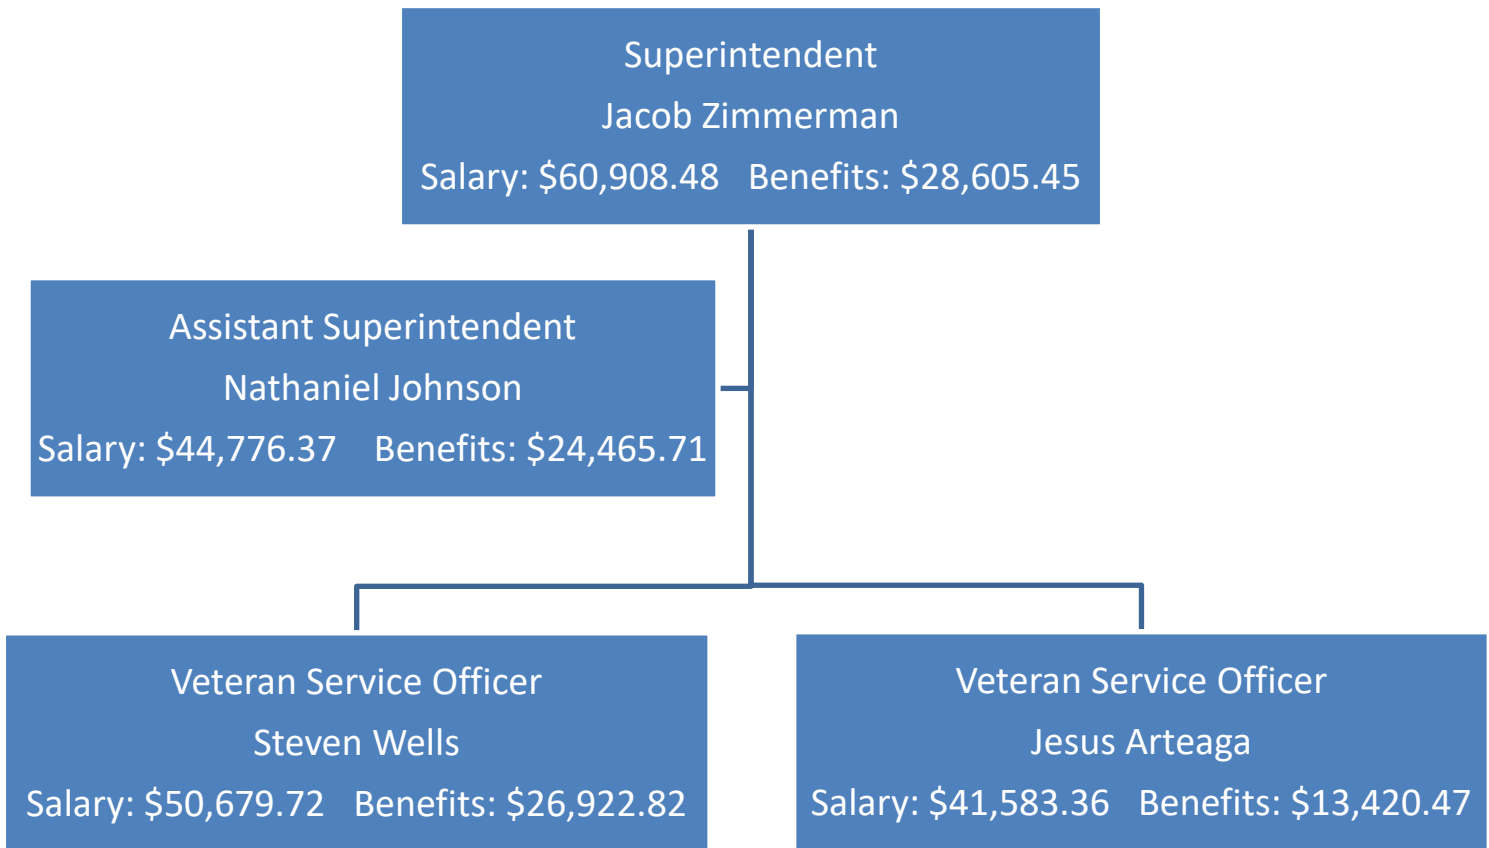 Superintendent
Jacob Zimmerman
Salary: $60,908.48 Benefits: $28,605.45
Assistant Superintendent
Nathaniel Johnson
Salary: $44,776.37 Benefits: $24,465.71
Veteran Service Officer
Steven Wells
Salary: $50,679.72 Benefits: $26,922.82
Veteran Service Officer
Jesus Arteaga
Salary: $41,583.36 Benefits: $13,420.47